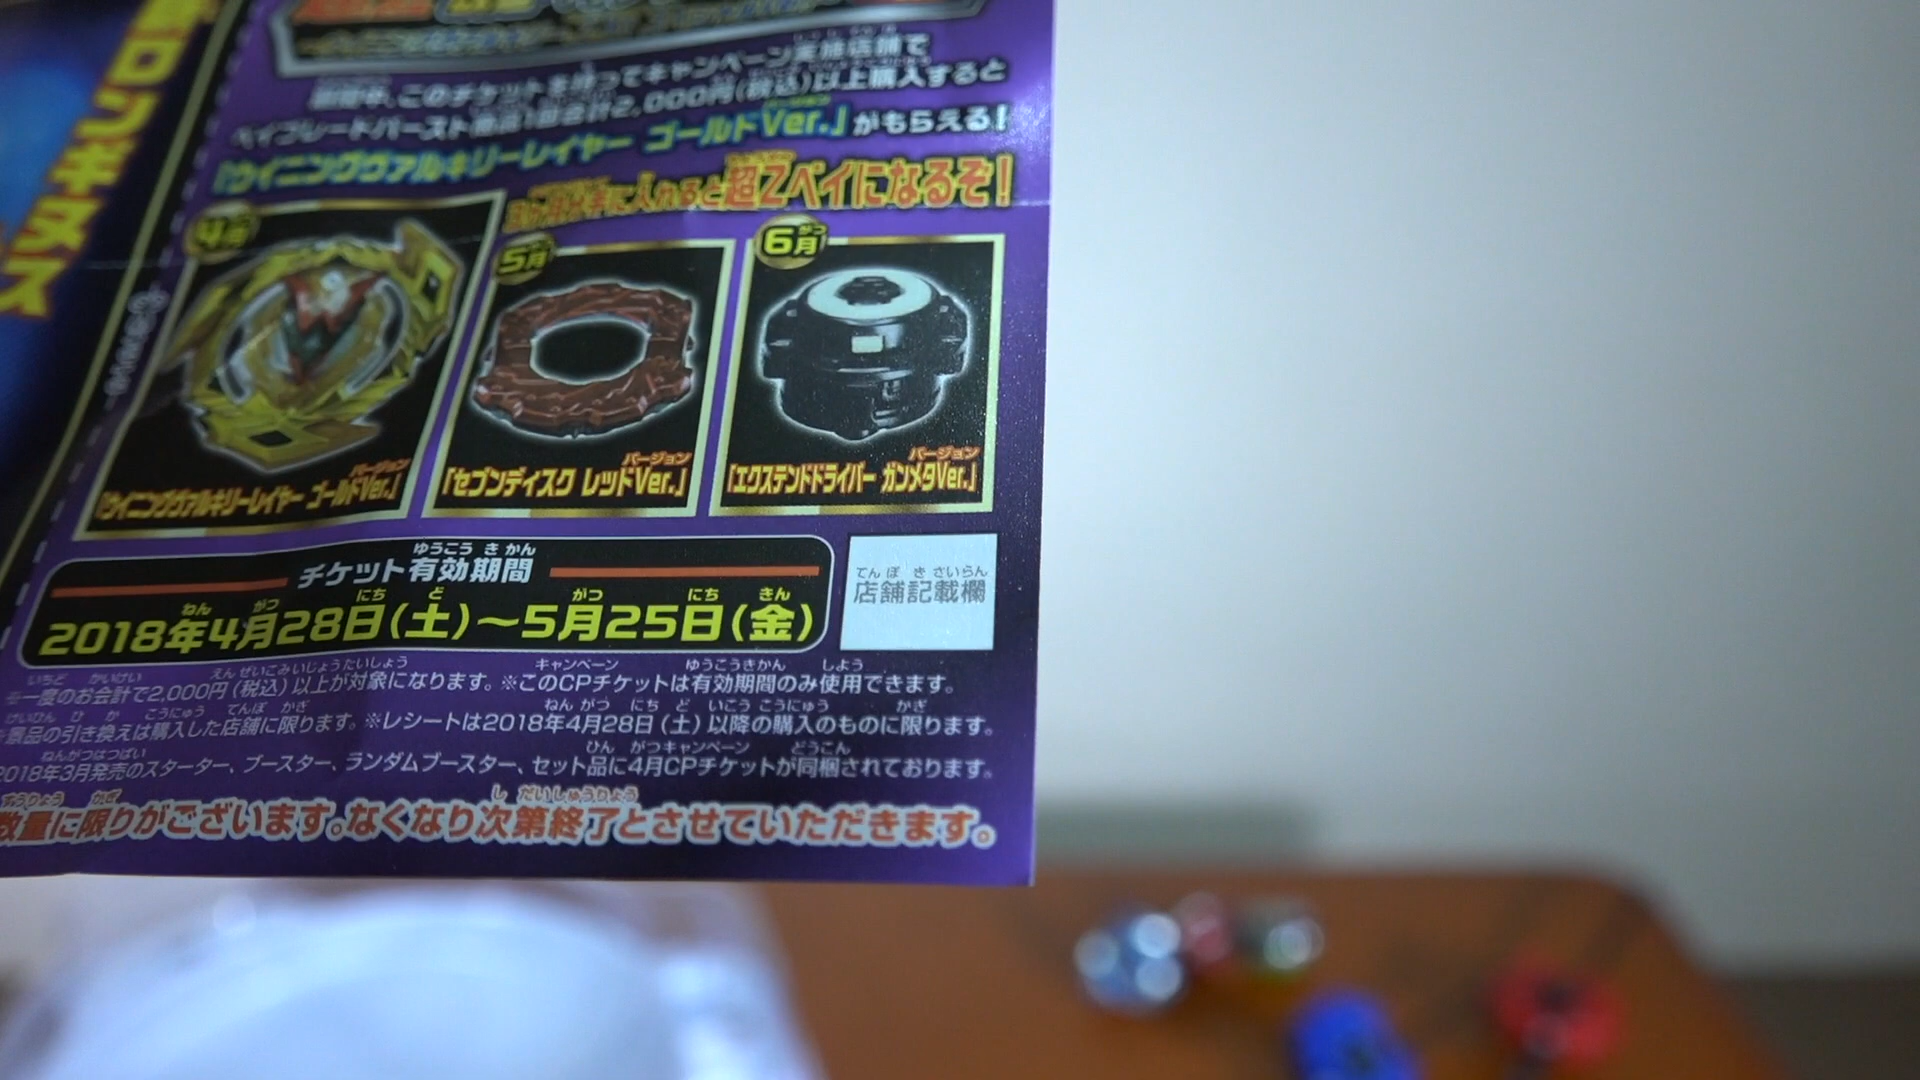 期間中、このチケットを持ってキャンペーン実施店舗で
ベイブレードバースト商品1回合計2,000円(税込)以上購入すると
「ウイニングヴァルキリーレイヤー ゴールドVer.」がもらえる!
手に入れると超Zベイになるぞ!
4月
5月
6月
「ウイニングヴァルキリーレイヤー ゴールドVer.」
「セブンディスク レッドVer.」
「エクステンドドライバー ガンメタVer.」
チケット有効期間
2018年4月28日(土)～5月25日(金)
店舗記載欄
※一度のお会計で2,000円(税込)以上が対象になります。※このCPチケットは有効期間のみ使用できます。
景品の引き換えは購入した店舗に限ります。※レシートは2018年4月28日(土)以降の購入のものに限ります。
2018年3月発売のスターター、ブースター、ランダムブースター、セット品に4月CPチケットが同梱されております。
数量に限りがございます。なくなり次第終了とさせていただきます。